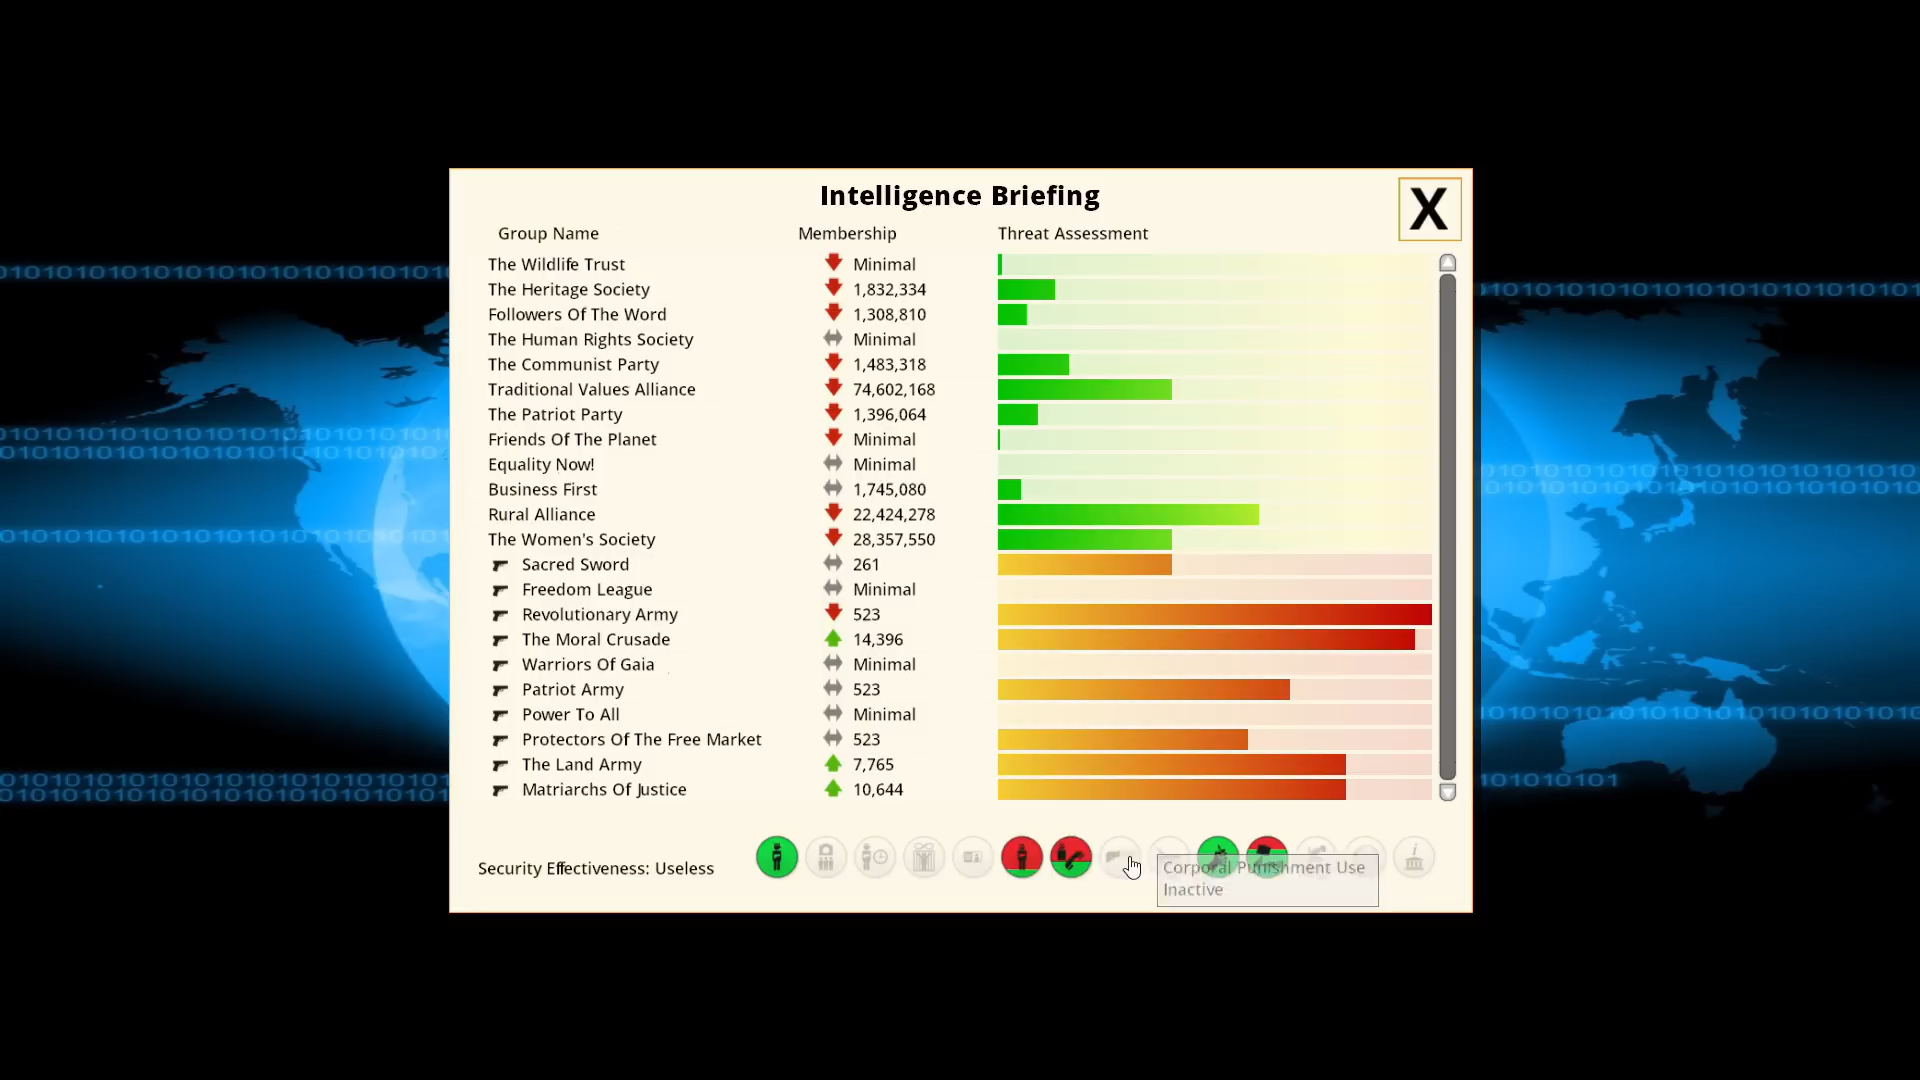 Intelligence Briefing
X
Group Name Membership Threat Assessment
The Wildlife Trust Minimal
The Heritage Society 1,832,334
Followers Of The Word 1,308,810
The Human Rights Society Minimal
The Communist Party 1,483,318
Traditional Values Alliance 74,602,168
The Patriot Party 1,396,064
Friends Of The Planet Minimal
Equality Now! Minimal
Business First 1,745,080
Rural Alliance 22,424,278
The Women's Society 28,357,550
Sacred Sword 261
Freedom League Minimal
Revolutionary Army 523
The Moral Crusade 14,396
Warriors Of Gaia Minimal
Patriot Army 523
Power To All Minimal
Protectors Of The Free Market 523
The Land Army 7,765
Matriarchs Of Justice 10,644
Security Effectiveness: Useless
Corporal Punishment Use
Inactive